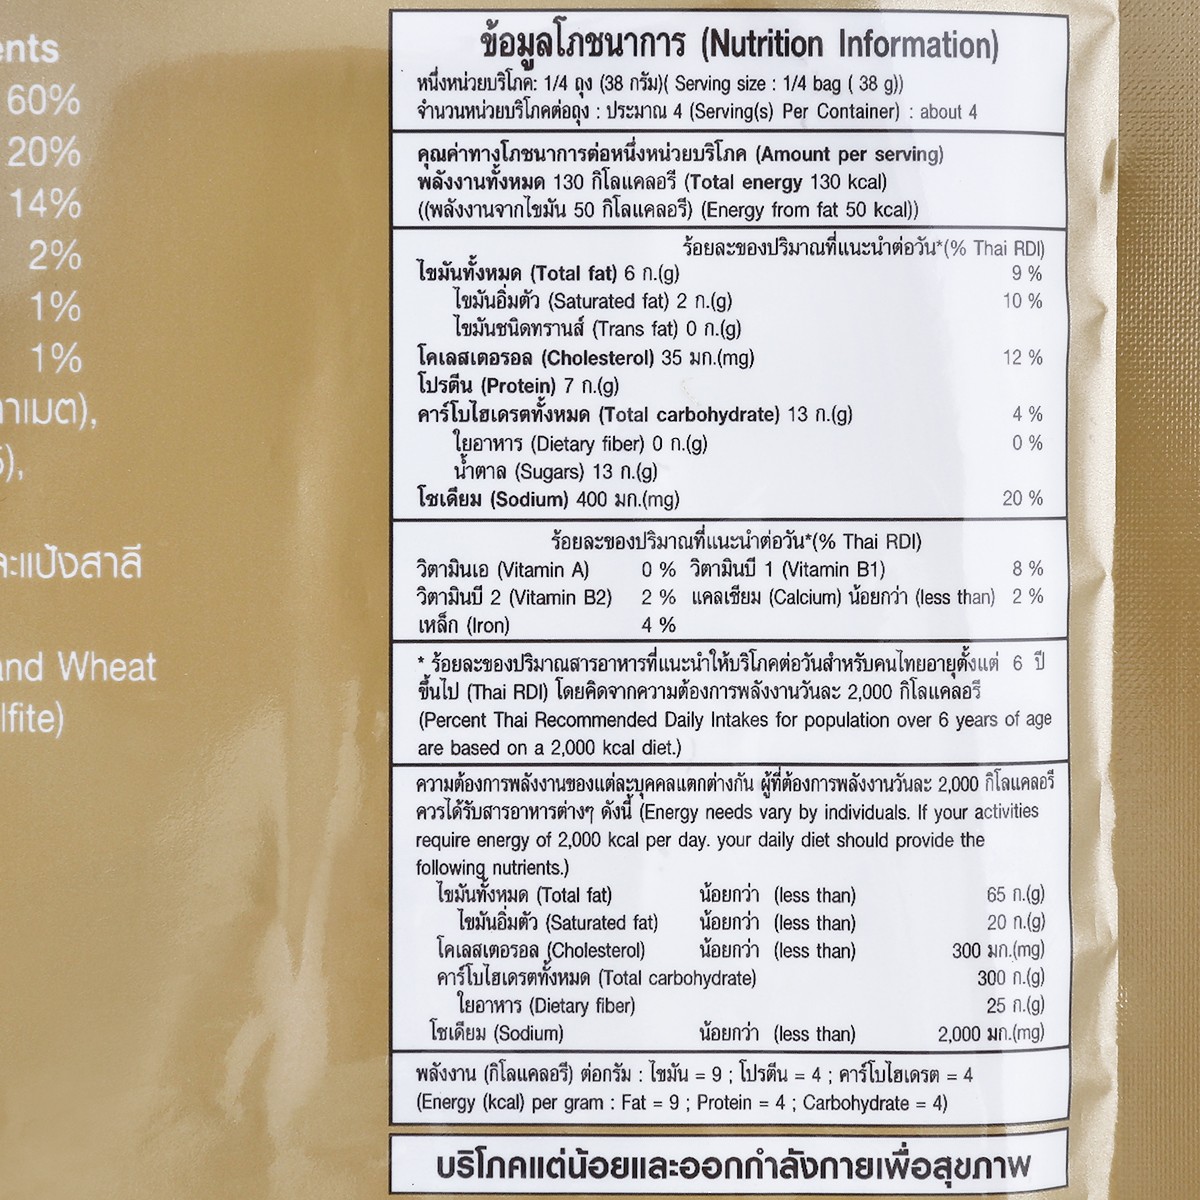 ents
60%
20%
14%
2%
1%
1%
าเมต),
),
ละแป้งสาลี
and Wheat
lfite)
ข้อมูลโภชนาการ (Nutrition Information)
หนึ่งหน่วยบริโภค: 1/4 ถุง (38 กรัม)( Serving size : 1/4 bag ( 38 g))
จำนวนหน่วยบริโภคต่อถุง : ประมาณ 4 (Serving(s) Per Container) : about 4
คุณค่าทางโภชนาการต่อหนึ่งหน่วยบริโภค (Amount per serving)
พลังงานทั้งหมด 130 กิโลแคลอรี (Total energy 130 kcal)
((พลังงานจากไขมัน 50 กิโลแคลอรี) (Energy from fat 50 kcal))
ร้อยละของปริมาณที่แนะนำต่อวัน*(% Thai RDI)
ไขมันทั้งหมด (Total fat) 6 ก.(g) 9 %
ไขมันอิ่มตัว (Saturated fat) 2 ก.(g) 10 %
ไขมันชนิดทรานส์ (Trans fat) 0 ก.(g)
โคเลสเตอรอล (Cholesterol) 35 มก.(mg) 12 %
โปรตีน (Protein) 7 ก.(g)
คาร์โบไฮเดรตทั้งหมด (Total carbohydrate) 13 ก.(g) 4 %
ใยอาหาร (Dietary fiber) 0 ก.(g) 0 %
น้ำตาล (Sugars) 13 ก.(g)
โซเดียม (Sodium) 400 มก.(mg) 20 %
ร้อยละของปริมาณที่แนะนำต่อวัน*(% Thai RDI)
วิตามินเอ (Vitamin A) 0 % วิตามินบี 1 (Vitamin B1) 8 %
วิตามินบี 2 (Vitamin B2) 2 % แคลเซียม (Calcium) น้อยกว่า (less than) 2 %
เหล็ก (Iron) 4 %
* ร้อยละของปริมาณสารอาหารที่แนะนำให้บริโภคต่อวันสำหรับคนไทยอายุตั้งแต่ 6 ปี
ขึ้นไป (Thai RDI) โดยคิดจากความต้องการพลังงานวันละ 2,000 กิโลแคลอรี
(Percent Thai Recommended Daily Intakes for population over 6 years of age
are based on a 2,000 kcal diet.)
ความต้องการพลังงานของแต่ละบุคคลแตกต่างกัน ผู้ที่ต้องการพลังงานวันละ 2,000 กิโลแคลอรี
ควรได้รับสารอาหารต่างๆ ดังนี้ (Energy needs vary by individuals. If your activities
require energy of 2,000 kcal per day. your daily diet should provide the
following nutrients.)
ไขมันทั้งหมด (Total fat) น้อยกว่า (less than) 65 ก.(g)
ไขมันอิ่มตัว (Saturated fat) น้อยกว่า (less than) 20 ก.(g)
โคเลสเตอรอล (Cholesterol) น้อยกว่า (less than) 300 มก.(mg)
คาร์โบไฮเดรตทั้งหมด (Total carbohydrate) 300 ก.(g)
ใยอาหาร (Dietary fiber) 25 ก.(g)
โซเดียม (Sodium) น้อยกว่า (less than) 2,000 มก.(mg)
พลังงาน (กิโลแคลอรี) ต่อกรัม : ไขมัน = 9 ; โปรตีน = 4 ; คาร์โบไฮเดรต = 4
(Energy (kcal) per gram : Fat = 9 ; Protein = 4 ; Carbohydrate = 4)
บริโภคแต่น้อยและออกกำลังกายเพื่อสุขภาพ